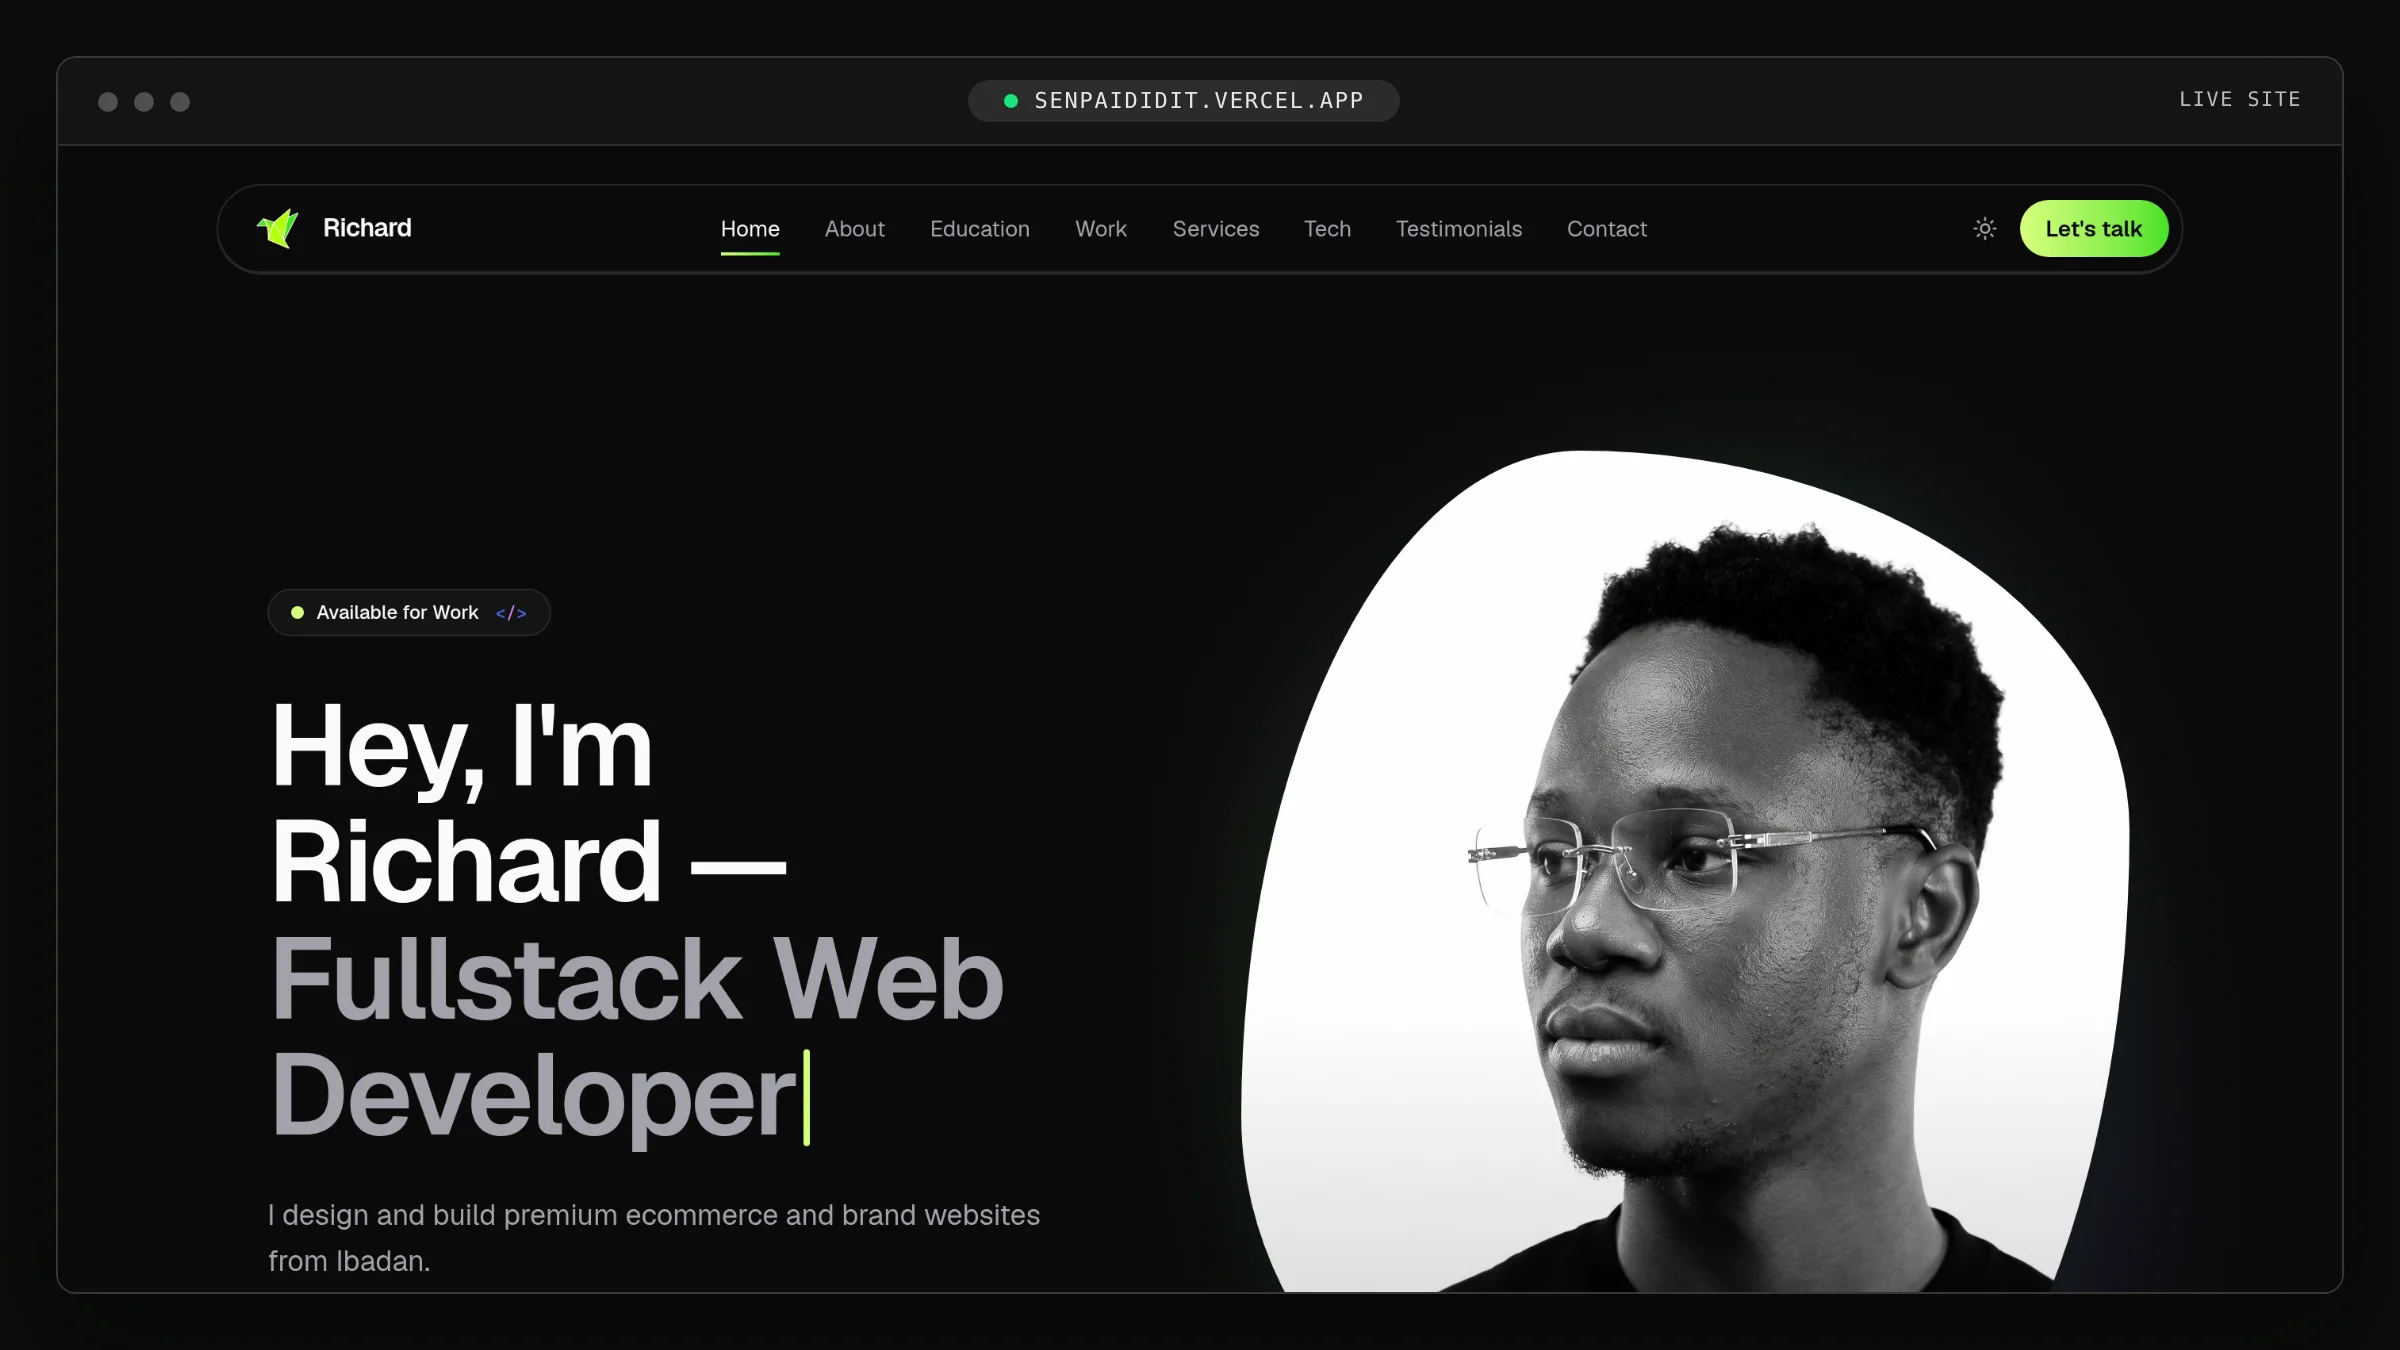 SENPAIDIDIT.VERCEL.APP
LIVE SITE
Richard
Home
About
Education
Work
Services
Tech
Testimonials
Contact
Let's talk
Available for Work </>
Hey, I'm
Richard —
Fullstack Web
Developer
I design and build premium ecommerce and brand websites
from Ibadan.